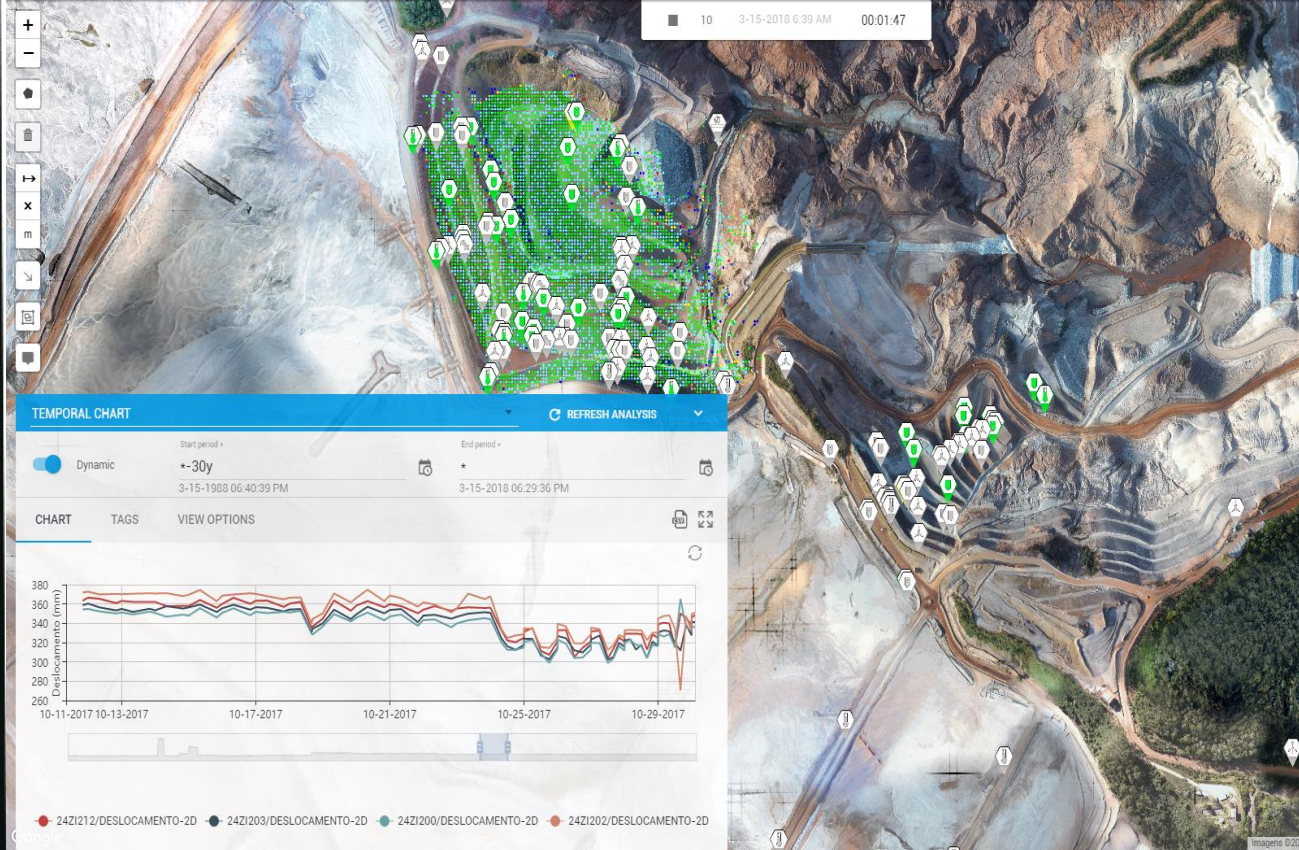 +
10 3-15-2018 6:39 AM 00:01:47
−
m
TEMPORAL CHART
REFRESH ANALYSIS
Dynamic
Start period *
*-30y
3-15-1988 06:40:39 PM
End period *
*
3-15-2018 06:29:36 PM
CHART TAGS VIEW OPTIONS
CSV
Deslocamento (mm)
380
360
340
320
300
280
260
10-11-2017 10-13-2017 10-17-2017 10-21-2017 10-25-2017 10-29-2017
24ZI212/DESLOCAMENTO-2D 24ZI203/DESLOCAMENTO-2D 24ZI200/DESLOCAMENTO-2D 24ZI202/DESLOCAMENTO-2D
Google
Imagens ©20